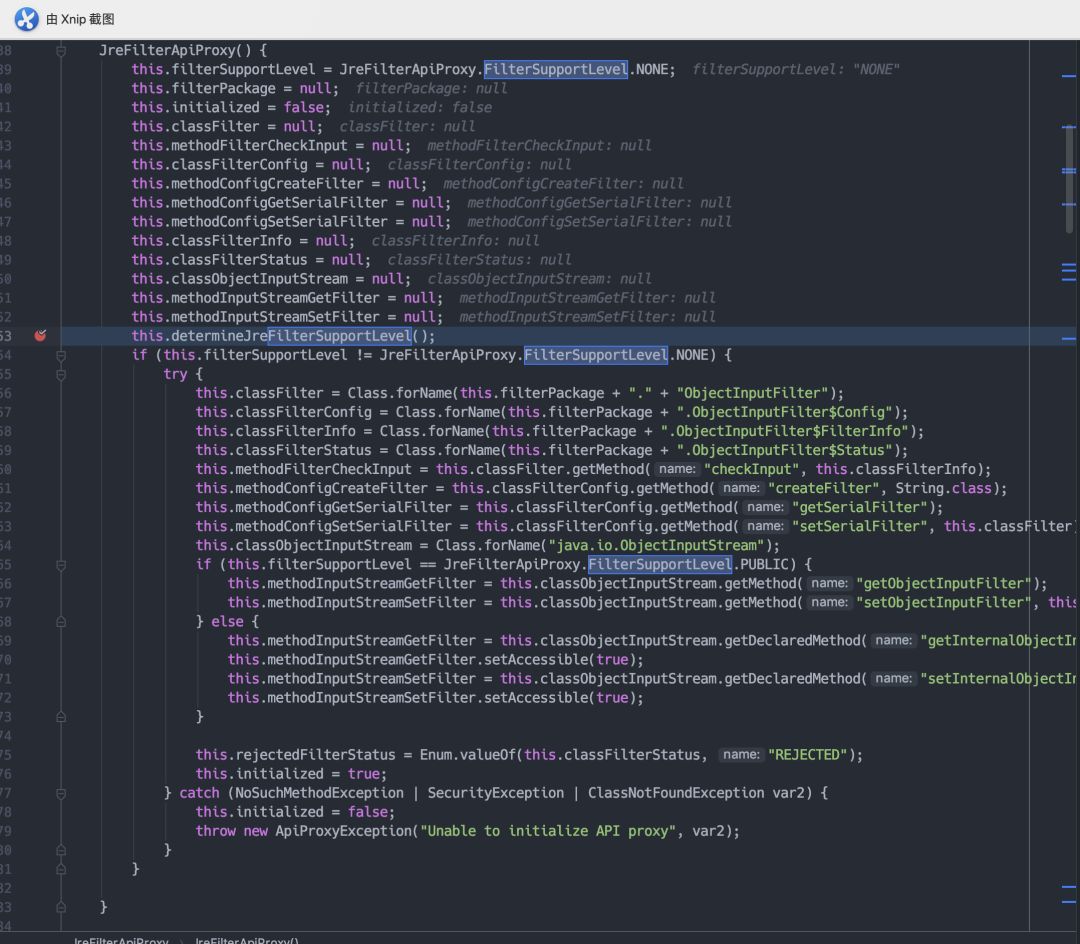 由 Xnip 截图
38 JreFilterApiProxy() {
39 this.filterSupportLevel = JreFilterApiProxy.FilterSupportLevel.NONE; filterSupportLevel: "NONE"
40 this.filterPackage = null; filterPackage: null
41 this.initialized = false; initialized: false
42 this.classFilter = null; classFilter: null
43 this.methodFilterCheckInput = null; methodFilterCheckInput: null
44 this.classFilterConfig = null; classFilterConfig: null
45 this.methodConfigCreateFilter = null; methodConfigCreateFilter: null
46 this.methodConfigGetSerialFilter = null; methodConfigGetSerialFilter: null
47 this.methodConfigSetSerialFilter = null; methodConfigSetSerialFilter: null
48 this.classFilterInfo = null; classFilterInfo: null
49 this.classFilterStatus = null; classFilterStatus: null
50 this.classObjectInputStream = null; classObjectInputStream: null
51 this.methodInputStreamGetFilter = null; methodInputStreamGetFilter: null
52 this.methodInputStreamSetFilter = null; methodInputStreamSetFilter: null
53 this.determineJreFilterSupportLevel();
54 if (this.filterSupportLevel != JreFilterApiProxy.FilterSupportLevel.NONE) {
55 try {
56 this.classFilter = Class.forName(this.filterPackage + "." + "ObjectInputFilter");
57 this.classFilterConfig = Class.forName(this.filterPackage + ".ObjectInputFilter$Config");
58 this.classFilterInfo = Class.forName(this.filterPackage + ".ObjectInputFilter$FilterInfo");
59 this.classFilterStatus = Class.forName(this.filterPackage + ".ObjectInputFilter$Status");
60 this.methodFilterCheckInput = this.classFilter.getMethod( name: "checkInput", this.classFilterInfo);
61 this.methodConfigCreateFilter = this.classFilterConfig.getMethod( name: "createFilter", String.class);
62 this.methodConfigGetSerialFilter = this.classFilterConfig.getMethod( name: "getSerialFilter");
63 this.methodConfigSetSerialFilter = this.classFilterConfig.getMethod( name: "setSerialFilter", this.classFilter)
64 this.classObjectInputStream = Class.forName("java.io.ObjectInputStream");
65 if (this.filterSupportLevel == JreFilterApiProxy.FilterSupportLevel.PUBLIC) {
66 this.methodInputStreamGetFilter = this.classObjectInputStream.getMethod( name: "getObjectInputFilter");
67 this.methodInputStreamSetFilter = this.classObjectInputStream.getMethod( name: "setObjectInputFilter", this
68 } else {
69 this.methodInputStreamGetFilter = this.classObjectInputStream.getDeclaredMethod( name: "getInternalObjectIn
70 this.methodInputStreamGetFilter.setAccessible(true);
71 this.methodInputStreamSetFilter = this.classObjectInputStream.getDeclaredMethod( name: "setInternalObjectIn
72 this.methodInputStreamSetFilter.setAccessible(true);
73 }
74
75 this.rejectedFilterStatus = Enum.valueOf(this.classFilterStatus, name: "REJECTED");
76 this.initialized = true;
77 } catch (NoSuchMethodException | SecurityException | ClassNotFoundException var2) {
78 this.initialized = false;
79 throw new ApiProxyException("Unable to initialize API proxy", var2);
80 }
81 }
82
83 }
84
JreFilterApiProxy › JreFilterApiProxy()